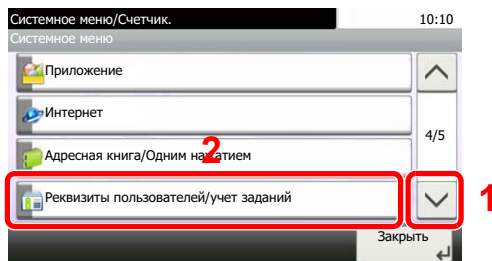 Системное меню/Счетчик. 10:10
Системное меню
Приложение
Интернет
4/5
2
Адресная книга/Одним нажатием
Реквизиты пользователей/учет заданий
1
Закрыть